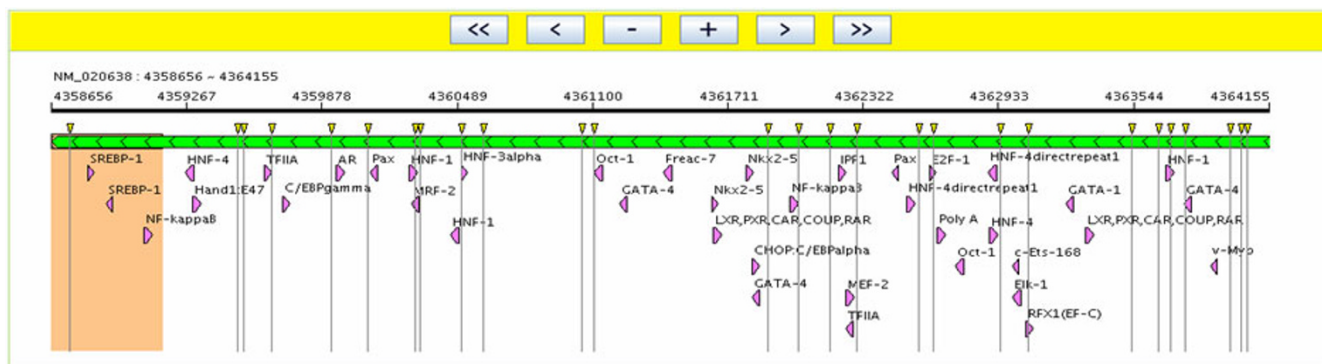 << < - + > >>
NM_020638 : 4358656 ~ 4364155
4358656 4359267 4359878 4360489 4361100 4361711 4362322 4362933 4363544 4364155
SREBP-1 HNF-4 TFIIA AR Pax HNF-1 HNF-3alpha Oct-1 Freac-7 Nkx2-5 IPF1 Pax E2F-1 HNF-4directrepeat1 HNF-1
SREBP-1 Hand1:E47 C/EBPgamma MRF-2 GATA-4 Nkx2-5 NF-kappaB HNF-4directrepeat1 GATA-1 GATA-4
NF-kappaB HNF-1 LXR,PXR,CAR,COUP,RAR Poly A HNF-4 LXR,PXR,CAR,COUP,RAR
CHOP:C/EBPalpha Oct-1 c-Ets-168 v-Myb
GATA-4 MEF-2 Elk-1
TFIIA RFX1(EF-C)